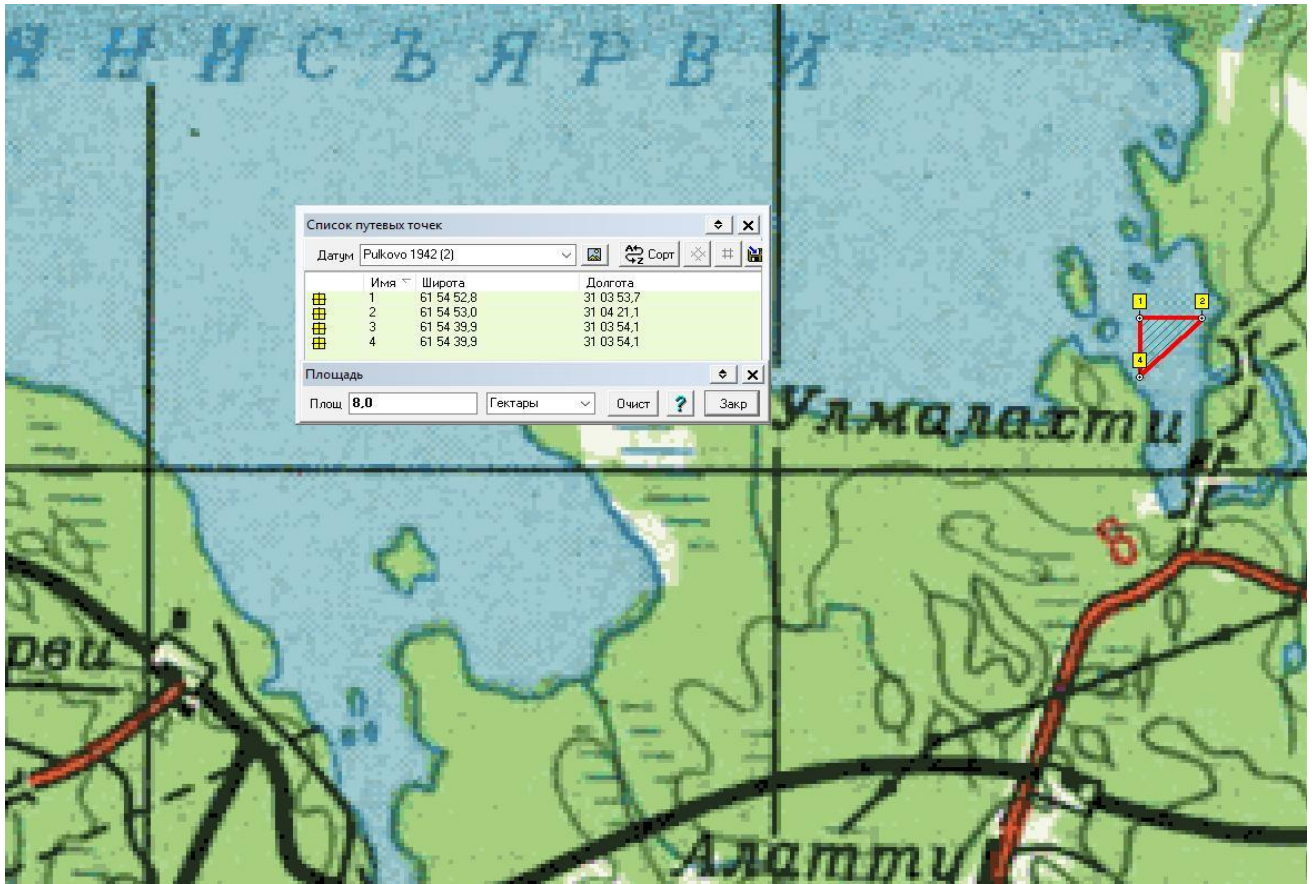 ЯНИСЪЯРВИ
Список путевых точек
Датум Pulkovo 1942 (2) Сорт
Имя Широта Долгота
1 61 54 52,8 31 03 53,7
2 61 54 53,0 31 04 21,1
3 61 54 39,9 31 03 54,1
4 61 54 39,9 31 03 54,1
Площадь
Площ 8,0 Гектары Очист ? Закр
1 2
4
Улмалахти
8
рви
Алатту